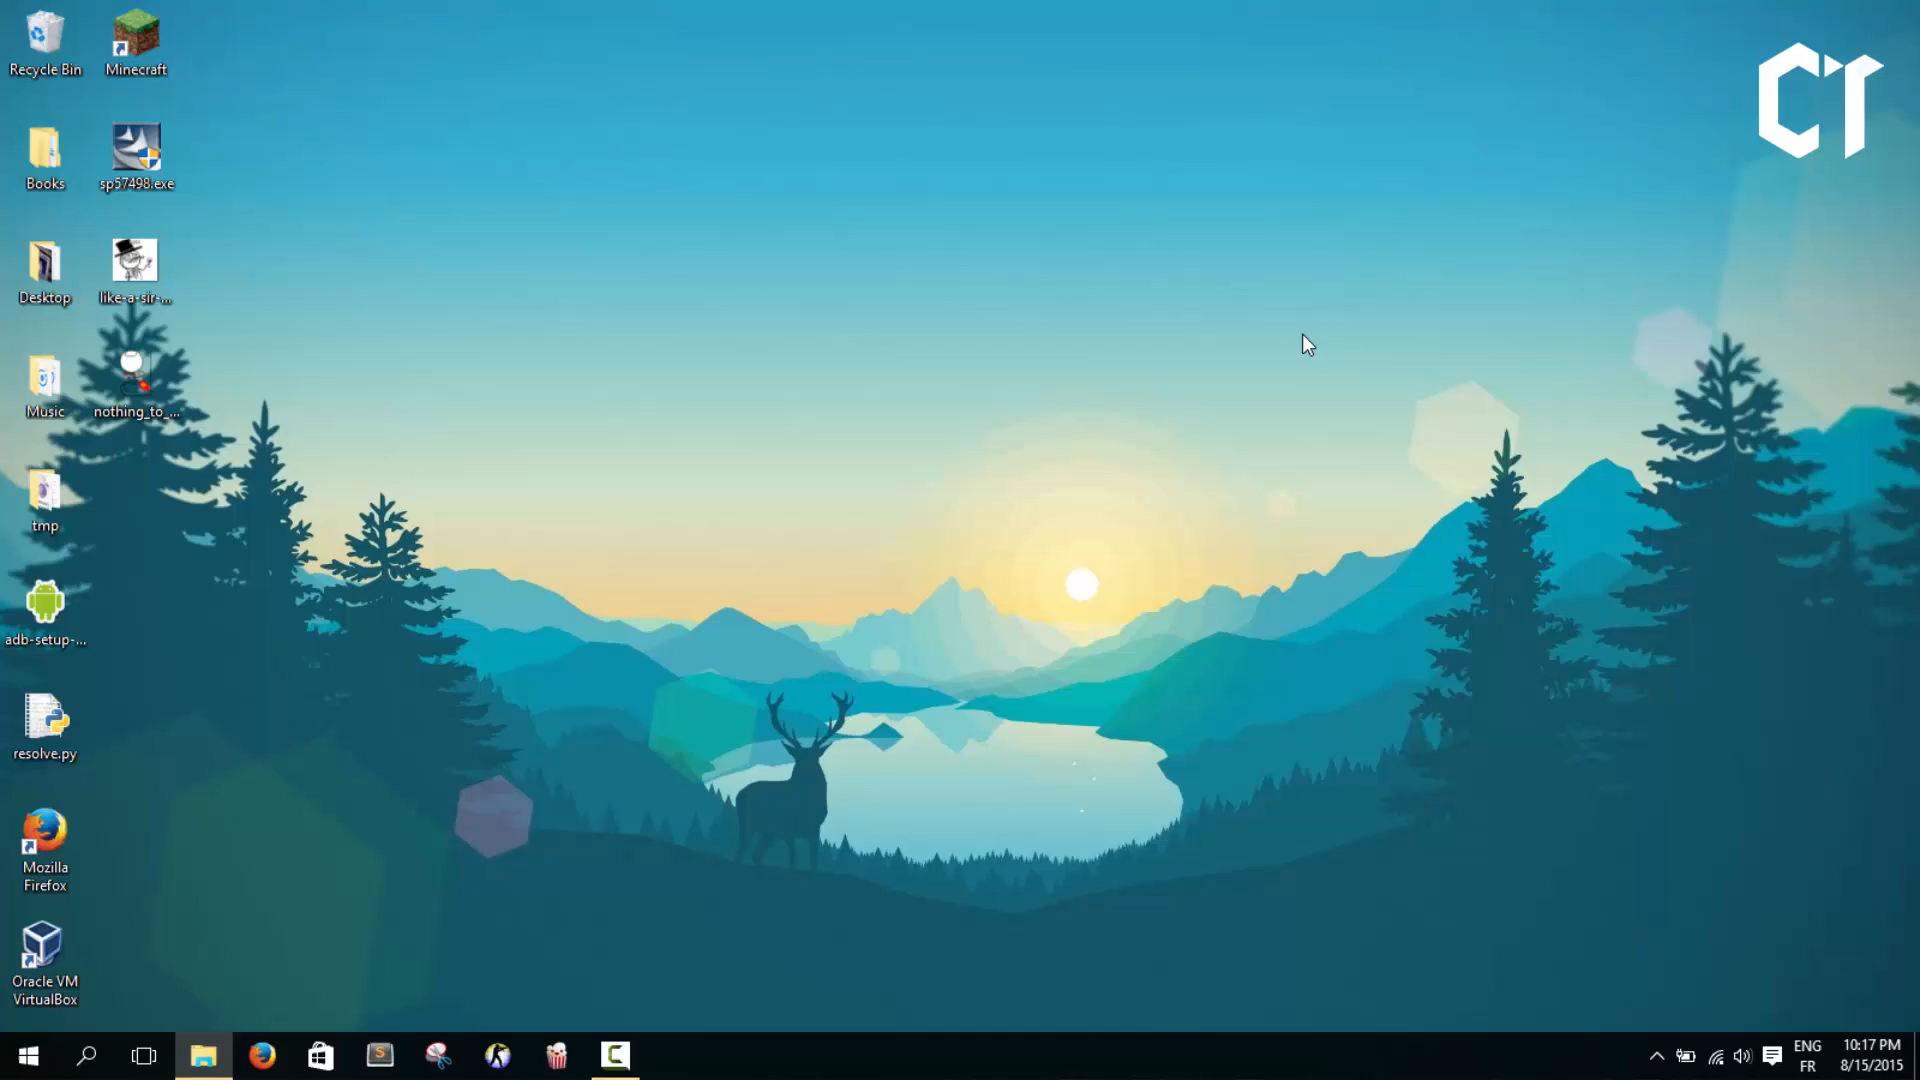 Recycle Bin
Minecraft
CT
Books
sp57498.exe
Desktop
like-a-sir-...
Music
nothing_to_...
tmp
adb-setup-...
resolve.py
Mozilla
Firefox
Oracle VM
VirtualBox
S
C
ENG
FR
10:17 PM
8/15/2015